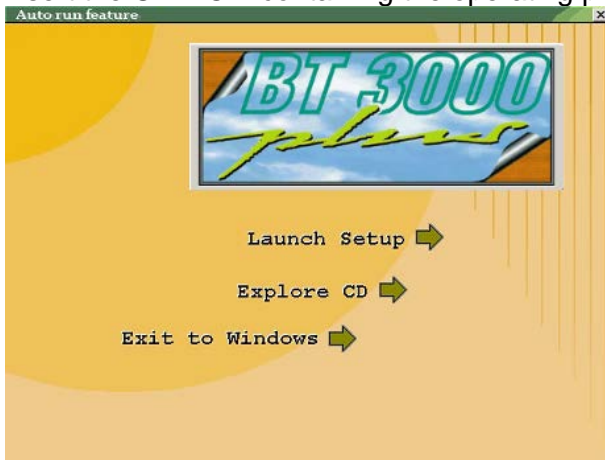 Auto run feature
BT 3000
plus
Launch Setup
Explore CD
Exit to Windows